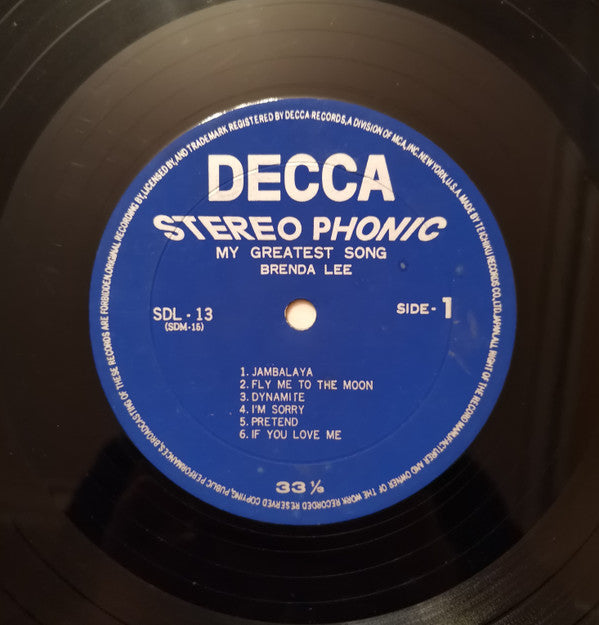 DECCA
STEREO PHONIC
MY GREATEST SONG
BRENDA LEE
SDL - 13
(SDM-16)
SIDE - 1
1. JAMBALAYA
2. FLY ME TO THE MOON
3. DYNAMITE
4. I'M SORRY
5. PRETEND
6. IF YOU LOVE ME
33 ⅓
ORIGINAL RECORDING BY, LICENSED BY, AND TRADEMARK REGISTERED BY DECCA RECORDS, A DIVISION OF MCA, INC. NEW YORK, U.S.A. MADE BY TEICHIKU RECORDS CO., LTD. JAPAN, ALL RIGHT OF THE RECORD MANUFACTURER AND OWNER OF THE WORK RECORDED RESERVED COPYING, PUBLIC PERFORMANCES, BROADCASTING OF THESE RECORDS ARE FORBIDDEN.